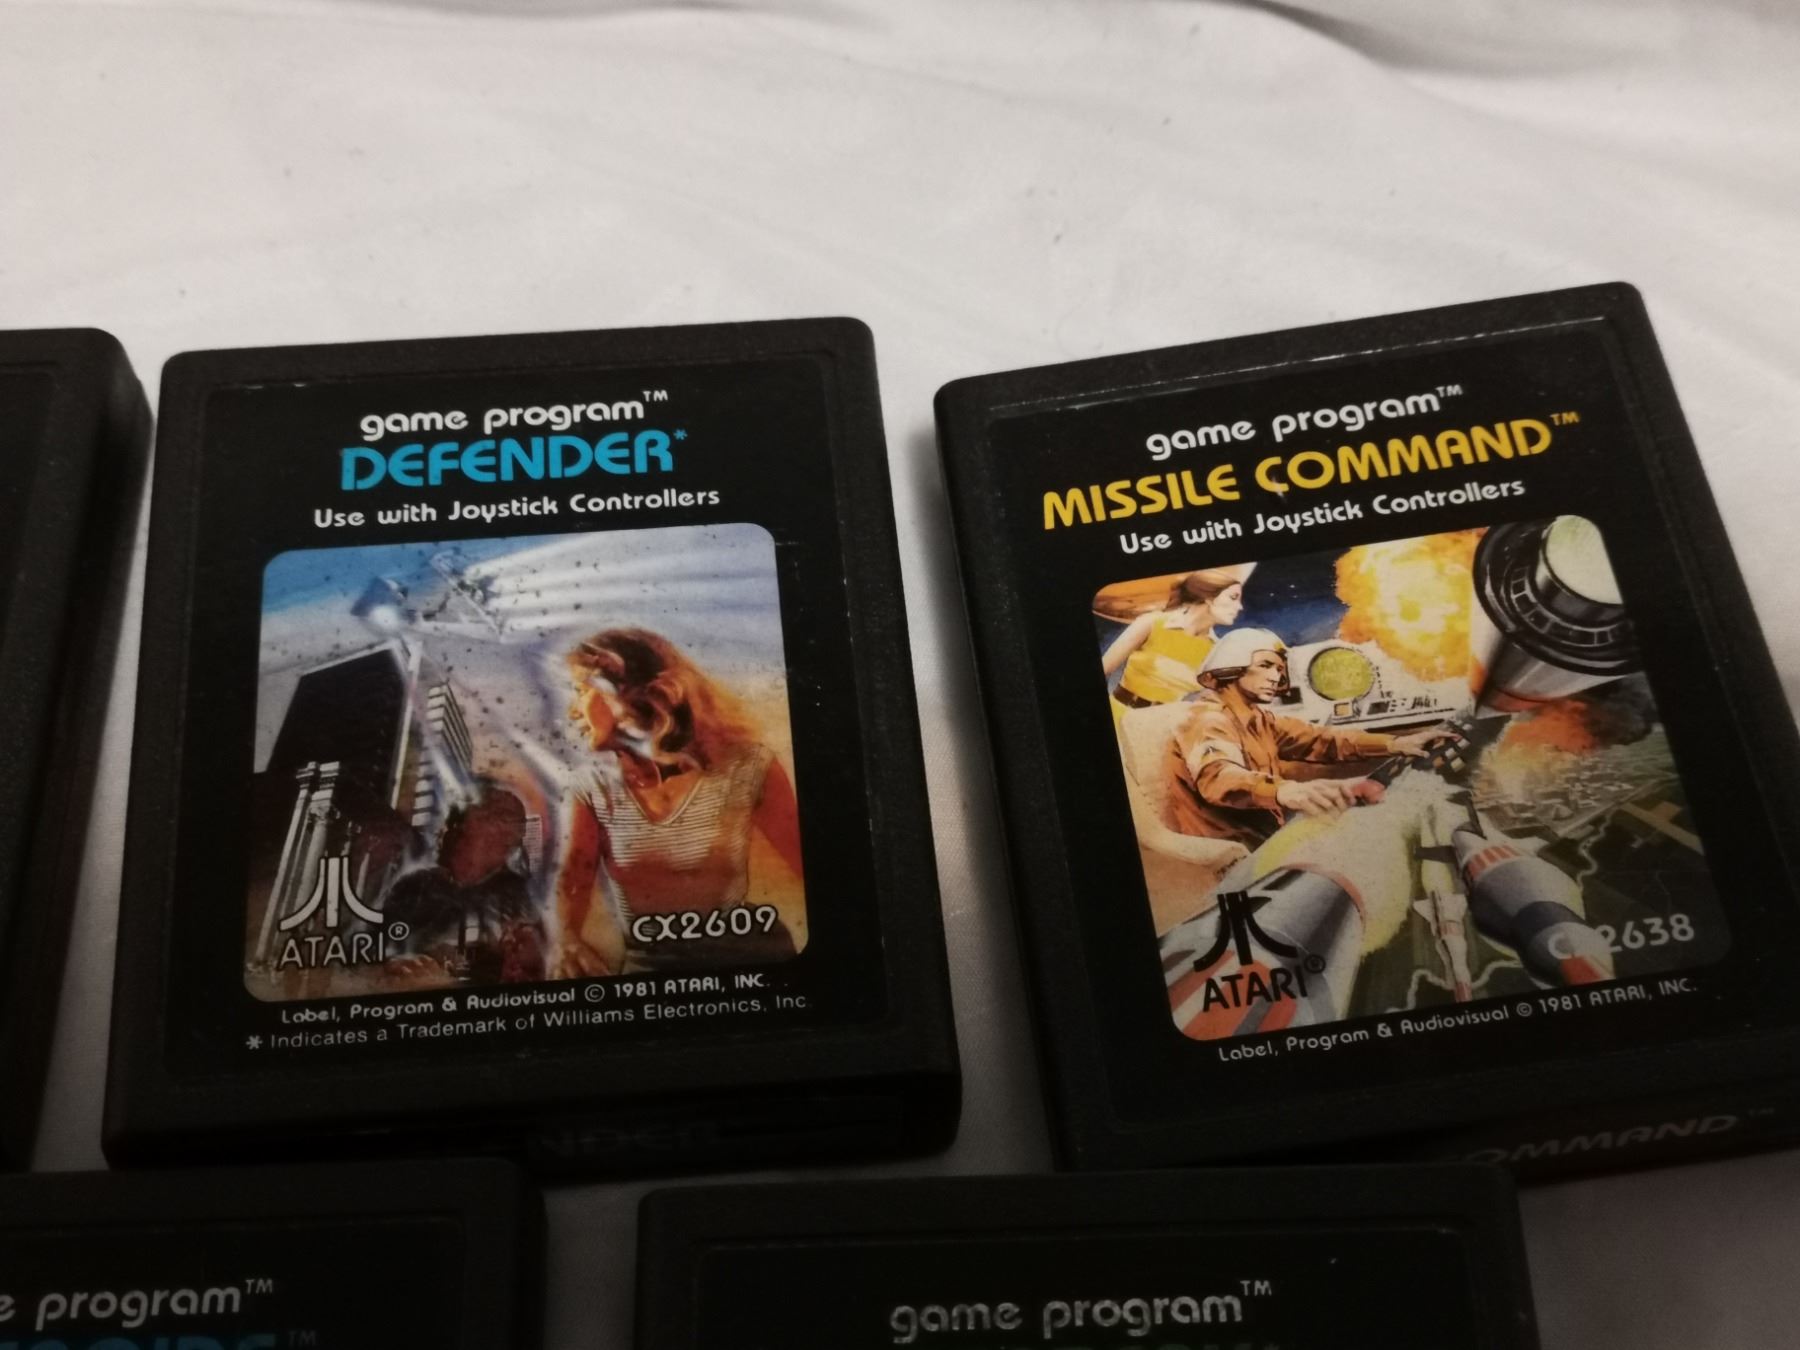 game program™
DEFENDER*
Use with Joystick Controllers
ATARI®
CX2609
Label, Program & Audiovisual © 1981 ATARI, INC.
* Indicates a Trademark of Williams Electronics, Inc.
NDER
game program™
MISSILE COMMAND™
Use with Joystick Controllers
ATARI®
CX2638
Label, Program & Audiovisual © 1981 ATARI, INC.
COMMAND™
e program™
game program™